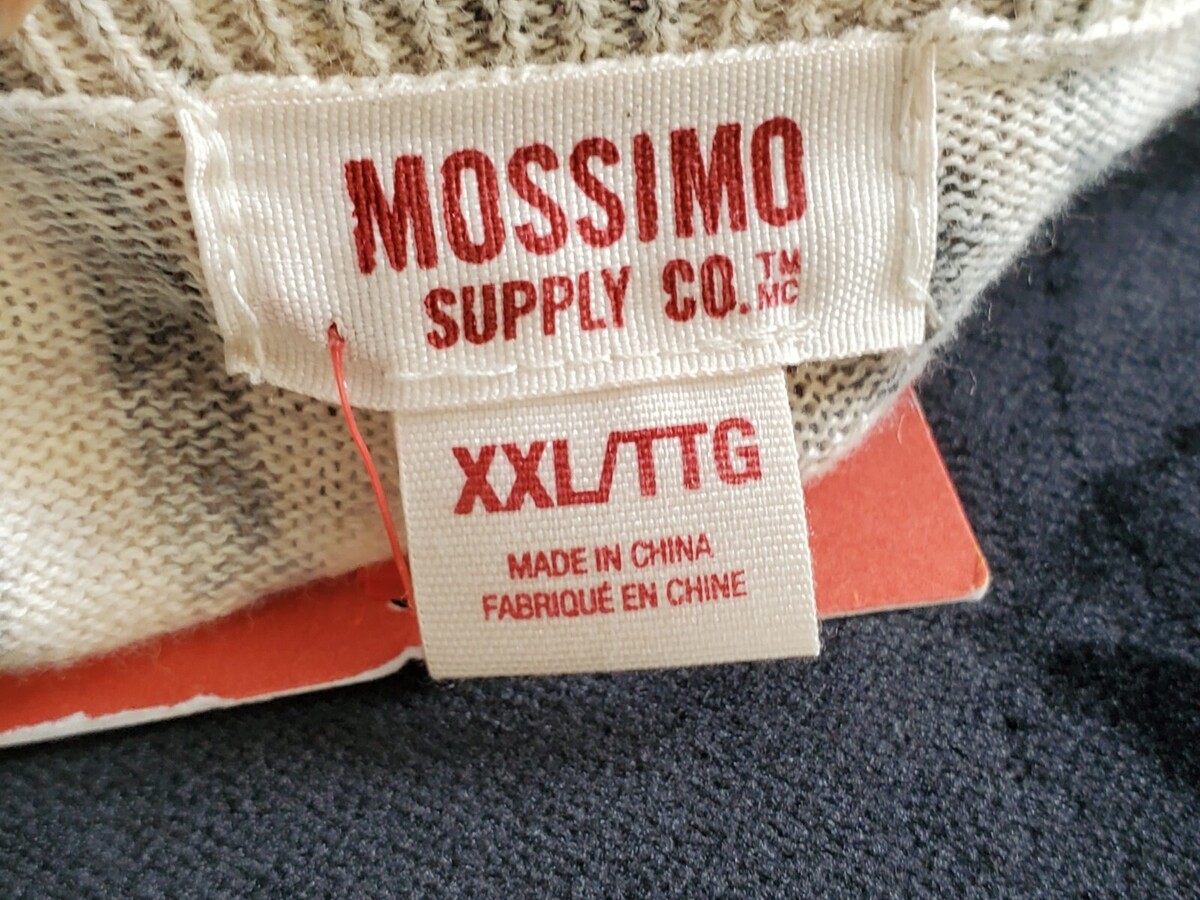 MOSSIMO
SUPPLY CO.™ MC
XXL/TTG
MADE IN CHINA
FABRIQUÉ EN CHINE